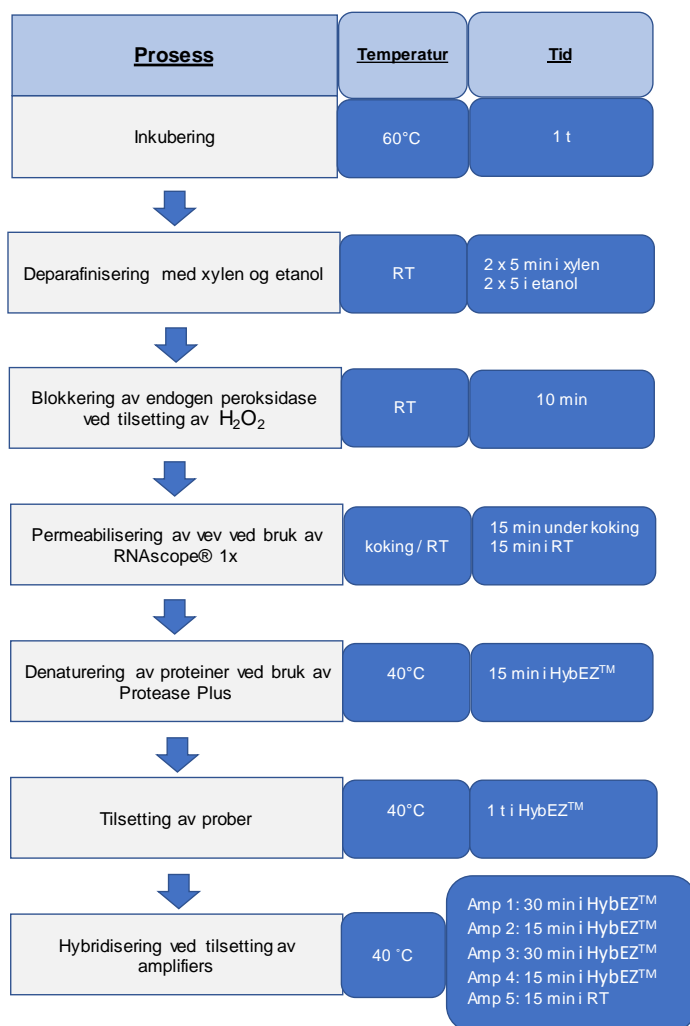 Prosess
Temperatur
Tid
Inkubering
60°C
1 t
Deparafinisering med xylen og etanol
RT
2 x 5 min i xylen
2 x 5 i etanol
Blokkering av endogen peroksidase
ved tilsetting av H₂O₂
RT
10 min
Permeabilisering av vev ved bruk av
RNAscope® 1x
koking / RT
15 min under koking
15 min i RT
Denaturering av proteiner ved bruk av
Protease Plus
40°C
15 min i HybEZ™
Tilsetting av prober
40°C
1 t i HybEZ™
Hybridisering ved tilsetting av
amplifiers
40 °C
Amp 1: 30 min i HybEZ™
Amp 2: 15 min i HybEZ™
Amp 3: 30 min i HybEZ™
Amp 4: 15 min i HybEZ™
Amp 5: 15 min i RT